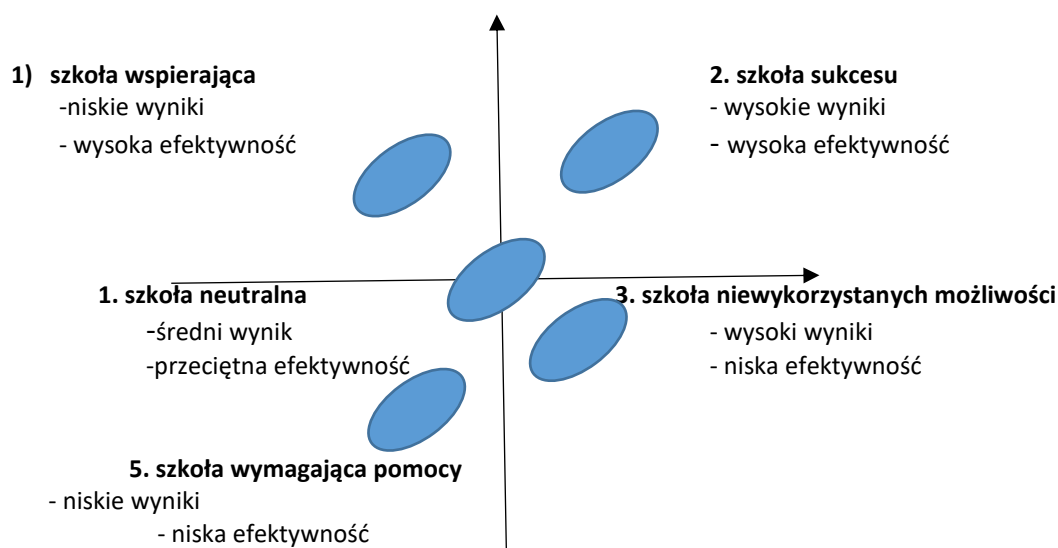 1) szkoła wspierająca
-niskie wyniki
- wysoka efektywność
2. szkoła sukcesu
- wysokie wyniki
- wysoka efektywność
1. szkoła neutralna
-średni wynik
-przeciętna efektywność
3. szkoła niewykorzystanych możliwości
- wysoki wyniki
- niska efektywność
5. szkoła wymagająca pomocy
- niskie wyniki
- niska efektywność